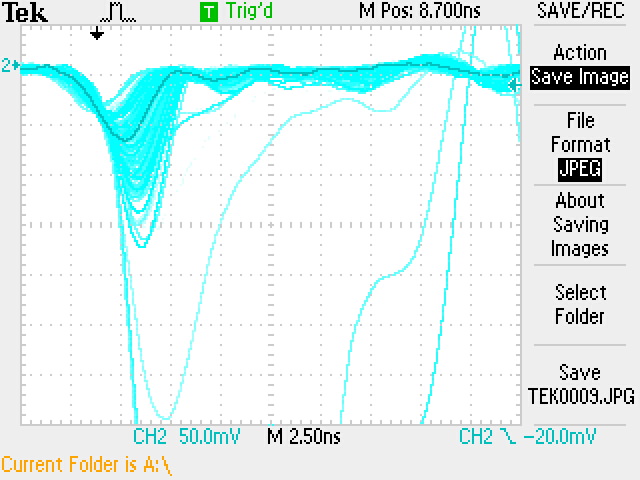 Tek T Trig'd M Pos: 8.700ns SAVE/REC
Action
Save Image
2
File
Format
JPEG
About
Saving
Images
Select
Folder
Save
TEK0009.JPG
CH2 50.0mV M 2.50ns CH2 -20.0mV
Current Folder is A:\